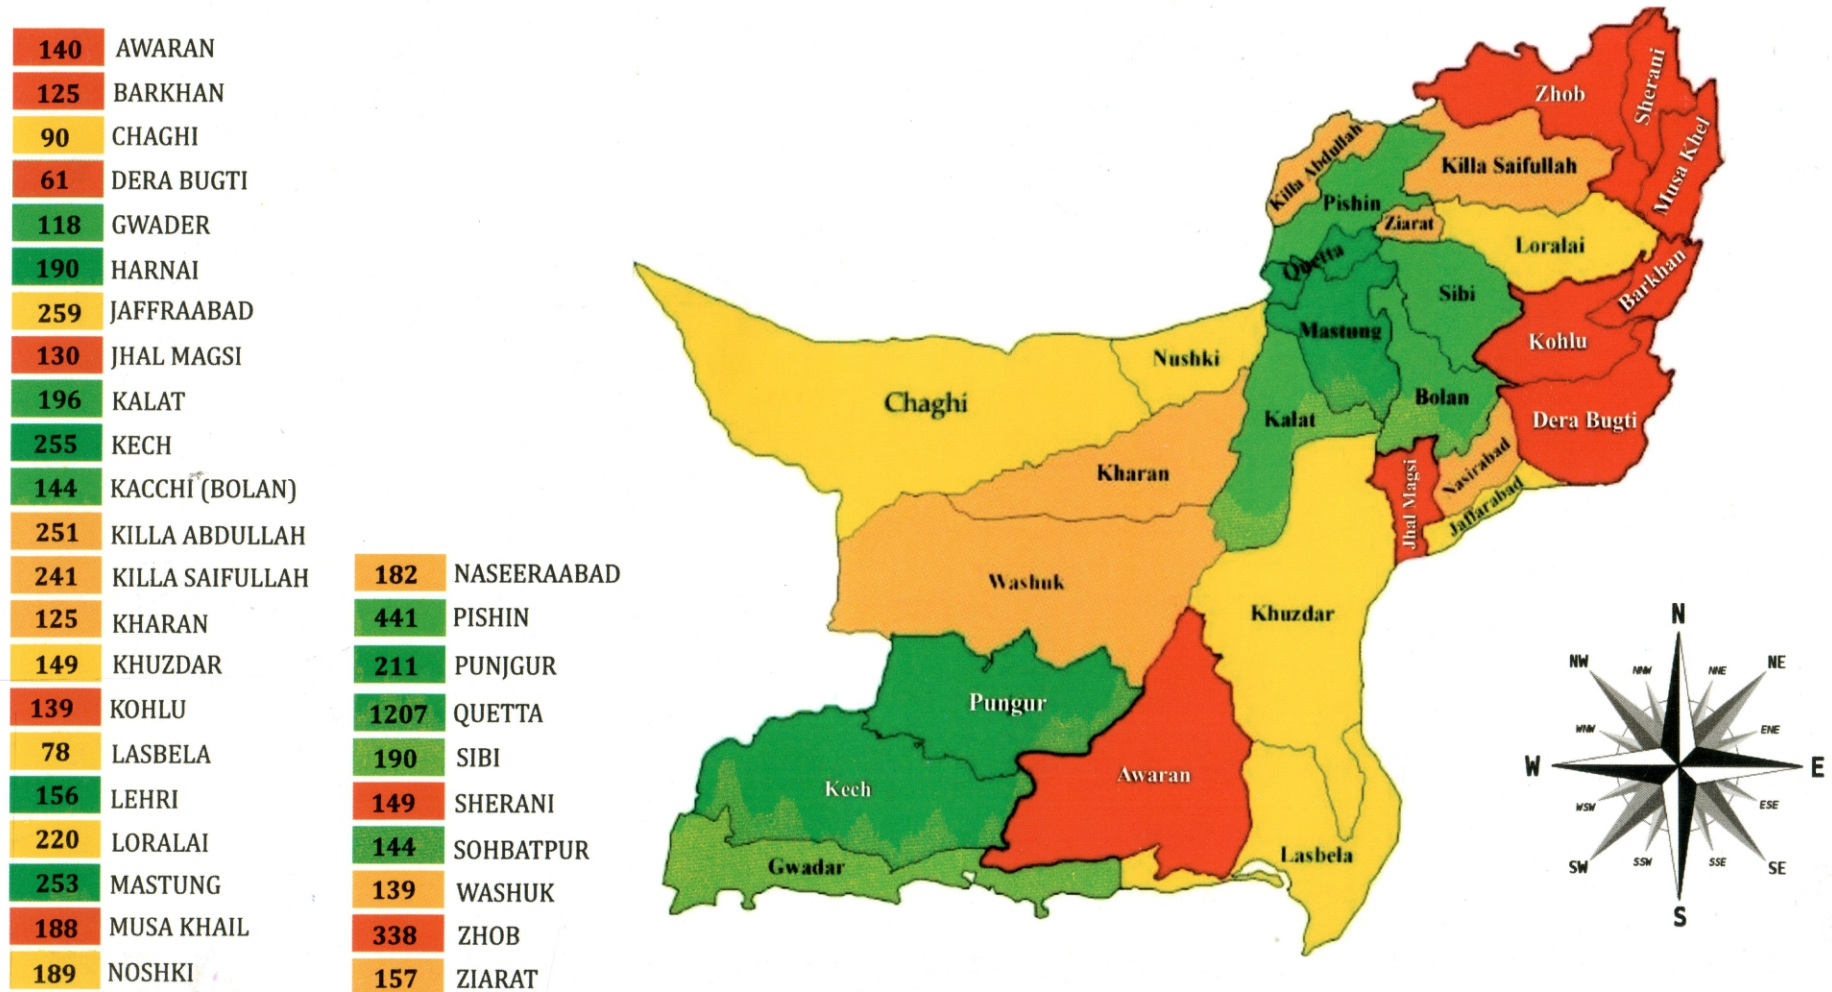 140 AWARAN
125 BARKHAN
90 CHAGHI
61 DERA BUGTI
118 GWADER
190 HARNAI
259 JAFFRAABAD
130 JHAL MAGSI
196 KALAT
255 KECH
144 KACCHI (BOLAN)
251 KILLA ABDULLAH
241 KILLA SAIFULLAH
125 KHARAN
149 KHUZDAR
139 KOHLU
78 LASBELA
156 LEHRI
220 LORALAI
253 MASTUNG
188 MUSA KHAIL
189 NOSHKI
182 NASEERAABAD
441 PISHIN
211 PUNJGUR
1207 QUETTA
190 SIBI
149 SHERANI
144 SOHBATPUR
139 WASHUK
338 ZHOB
157 ZIARAT
Zhob
Sherani
Musa Khel
Killa Abdullah
Killa Saifullah
Pishin
Ziarat
Loralai
Quetta
Sibi
Barkhan
Mastung
Kohlu
Nushki
Chaghi
Bolan
Kalat
Dera Bugti
Kharan
Jhal Magsi
Nasirabad
Jaffarabad
Washuk
Khuzdar
Pungur
Awaran
Kech
Gwadar
Lasbela
N
NW
NNW
NNE
NE
WNW
ENE
W
E
WSW
ESE
SW
SSW
SSE
SE
S